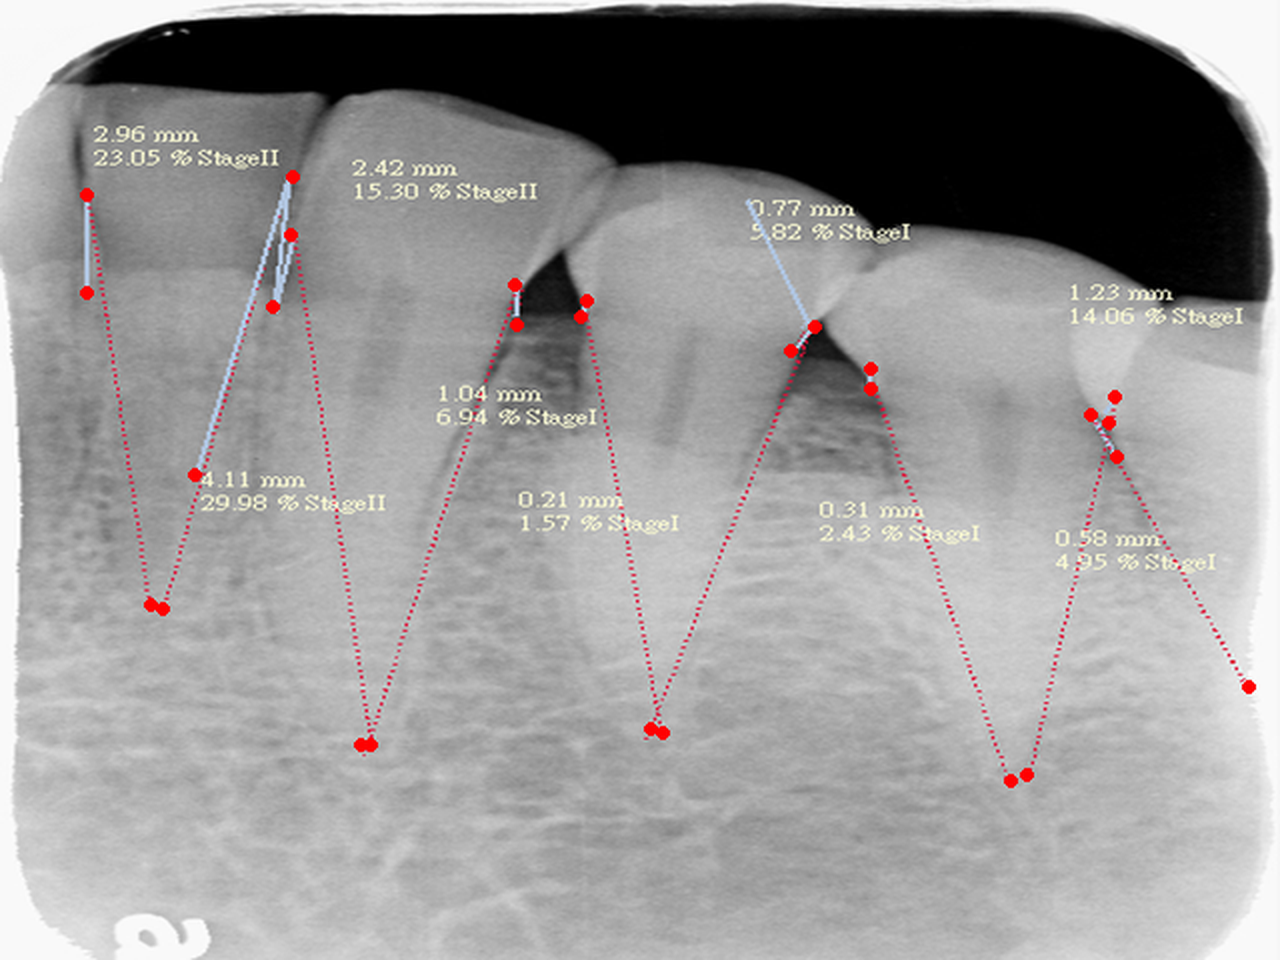 2.96 mm
23.05 % StageII
2.42 mm
15.30 % StageII
0.77 mm
5.82 % StageI
1.23 mm
14.06 % StageI
1.04 mm
6.94 % StageI
4.11 mm
29.98 % StageII
0.21 mm
1.57 % StageI
0.31 mm
2.43 % StageI
0.58 mm
4.95 % StageI